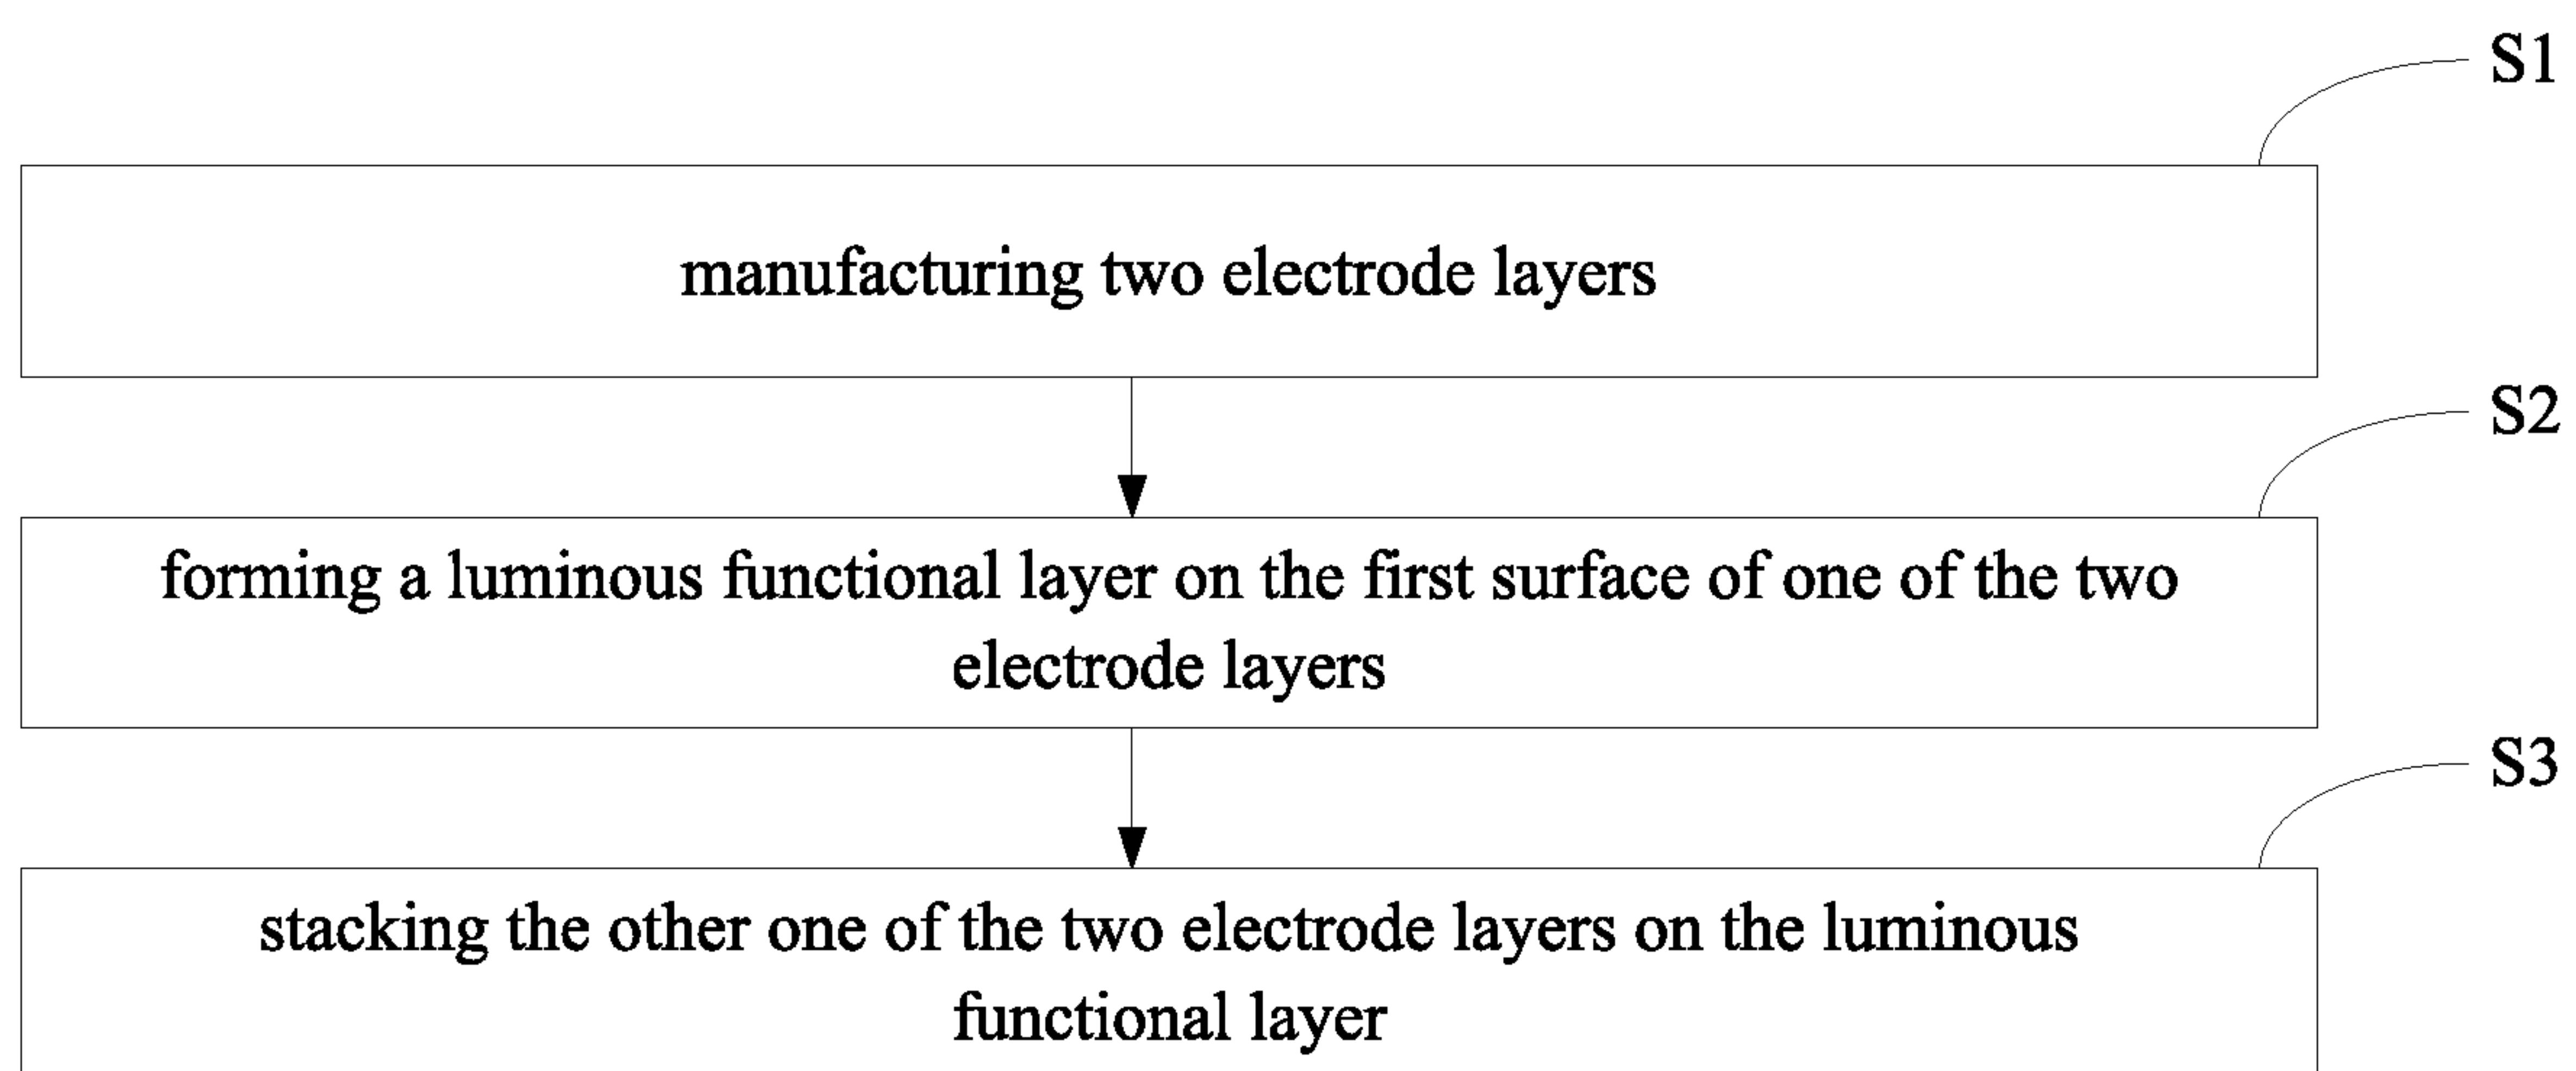 S1
manufacturing two electrode layers
S2
forming a luminous functional layer on the first surface of one of the two
electrode layers
S3
stacking the other one of the two electrode layers on the luminous
functional layer